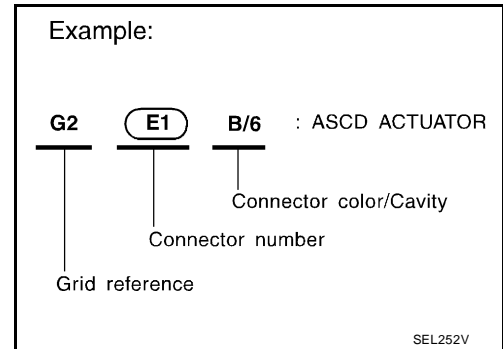 Example:
G2 E1 B/6 : ASCD ACTUATOR
Connector color/Cavity
Connector number
Grid reference
SEL252V